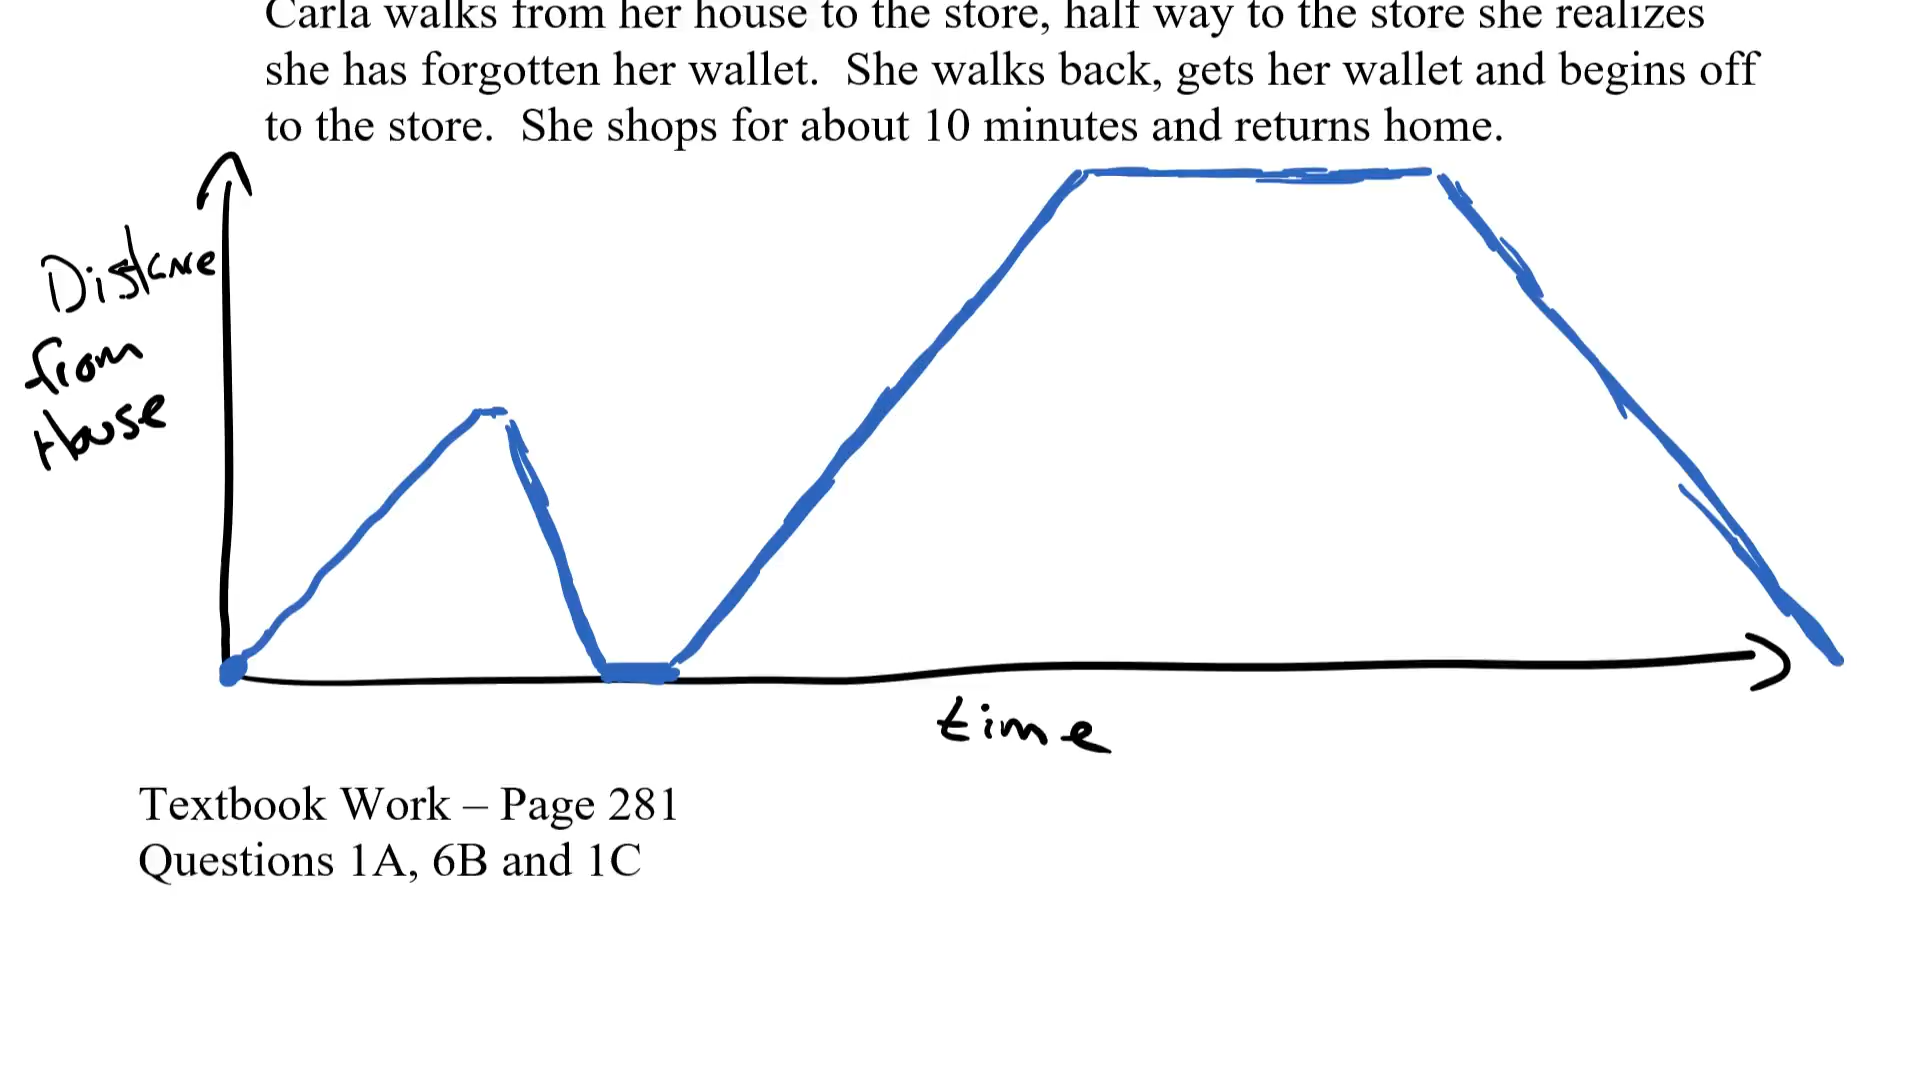 Carla walks from her house to the store, half way to the store she realizes
she has forgotten her wallet.  She walks back, gets her wallet and begins off
to the store.  She shops for about 10 minutes and returns home.
Distance
from
House
time
Textbook Work – Page 281
Questions 1A, 6B and 1C